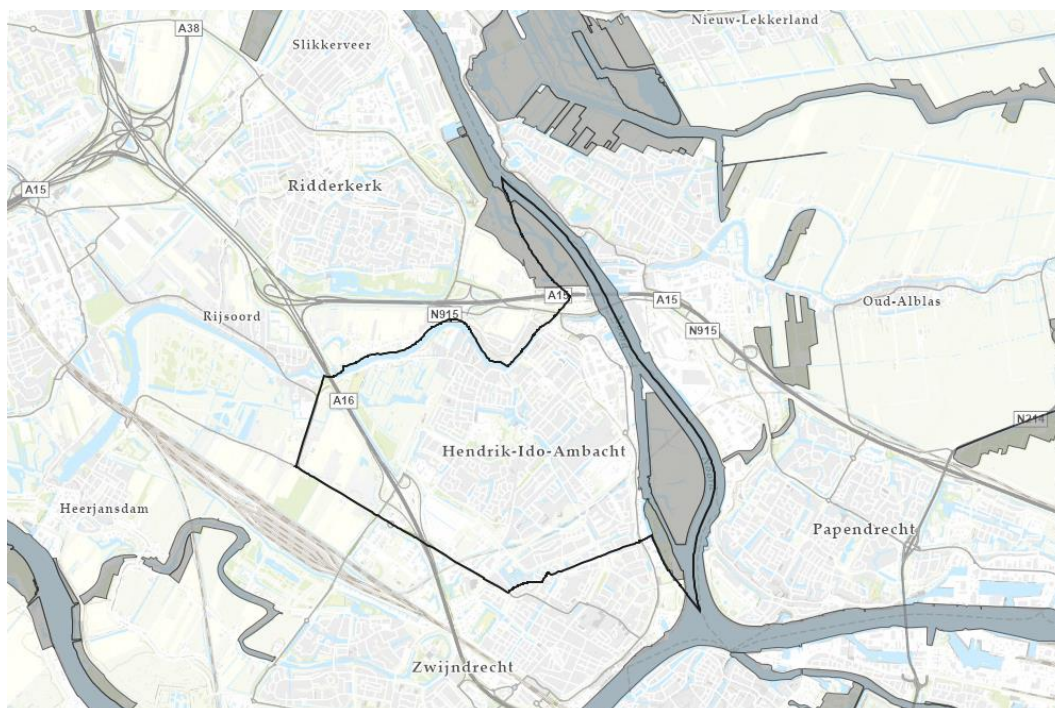 Nieuw-Lekkerland
A38
Slikkerveer
Ridderkerk
A15
A15
A15
Rijsoord
N915
N915
Oud-Alblas
A16
N214
Hendrik-Ido-Ambacht
Heerjansdam
Papendrecht
Zwijndrecht